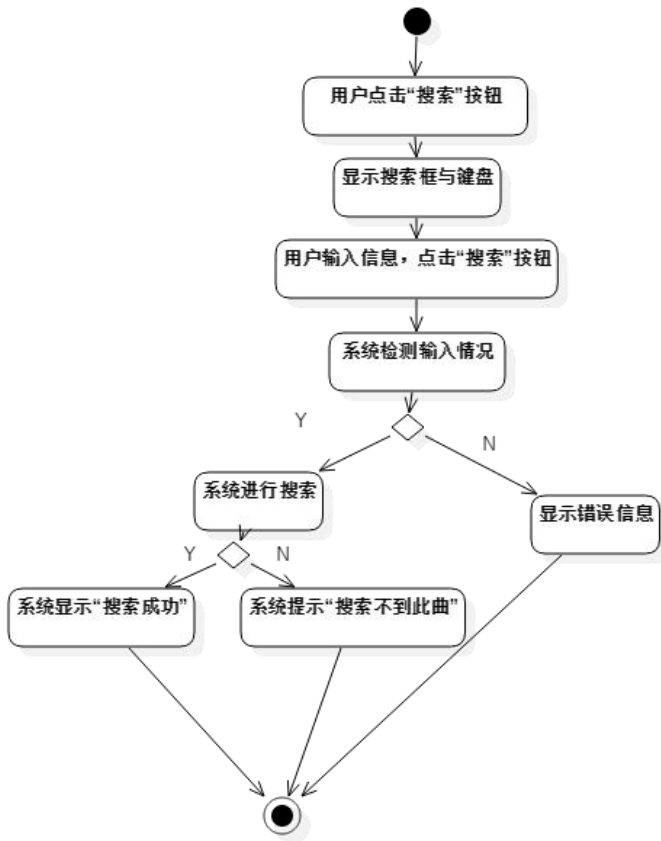 用户点击“搜索”按钮
显示搜索框与键盘
用户输入信息，点击“搜索”按钮
系统检测输入情况
Y
N
系统进行搜索
显示错误信息
Y
N
系统显示“搜索成功”
系统提示“搜索不到此曲”